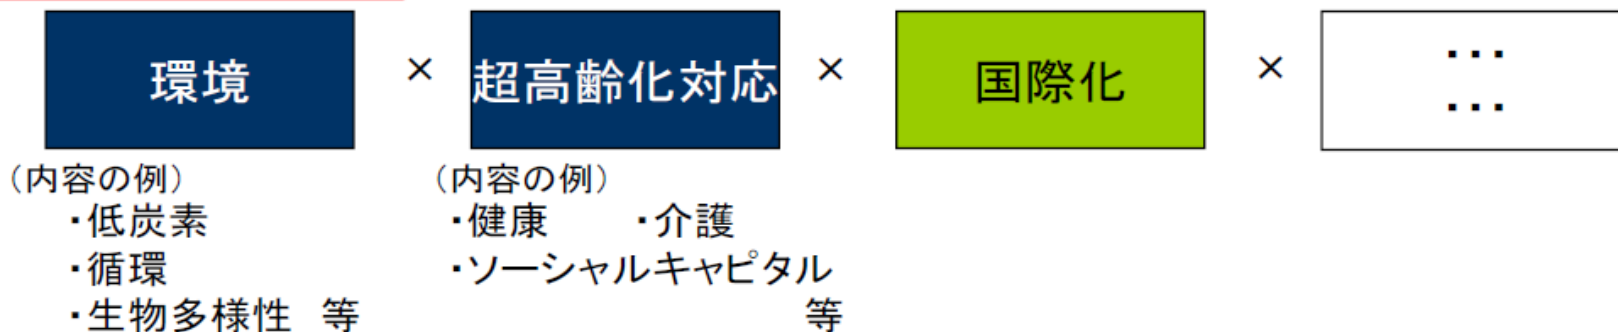 環境 × 超高齢化対応 × 国際化 × ・・・
・・・
（内容の例）
・低炭素
・循環
・生物多様性 等
（内容の例）
・健康 ・介護
・ソーシャルキャピタル
等